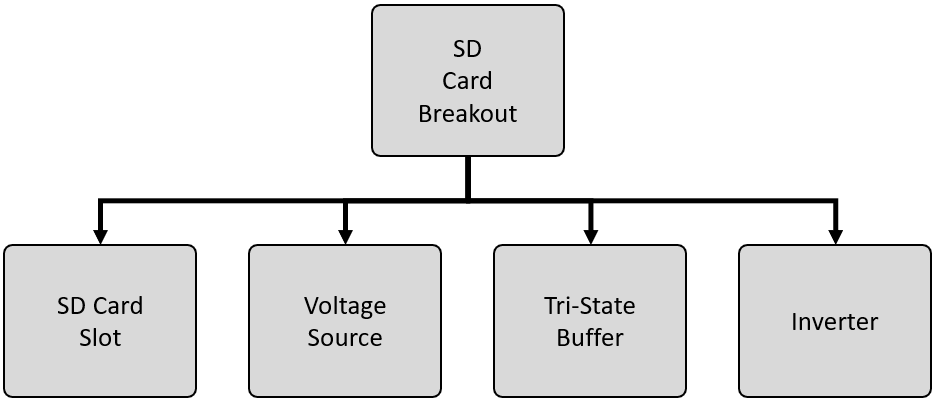 SD
Card
Breakout
SD Card
Slot
Voltage
Source
Tri-State
Buffer
Inverter